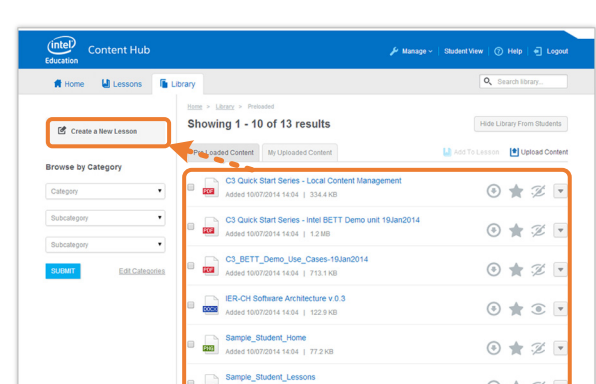 intel
Education
Content Hub
Manage
Student View
Help
Logout
Home
Lessons
Library
Search library...
Home > Library > Preloaded
Showing 1 - 10 of 13 results
Hide Library From Students
Create a New Lesson
Pre Loaded Content
My Uploaded Content
Add To Lesson
Upload Content
Browse by Category
Category
Subcategory
Subcategory
SUBMIT
Edit Categories
PDF
C3 Quick Start Series - Local Content Management
Added 10/07/2014 14:04 | 334.4 KB
PDF
C3 Quick Start Series - Intel BETT Demo unit 19Jan2014
Added 10/07/2014 14:04 | 1.2 MB
PDF
C3_BETT_Demo_Use_Cases-19Jan2014
Added 10/07/2014 14:04 | 713.1 KB
DOCX
IER-CH Software Architecture v.0.3
Added 10/07/2014 14:04 | 122.9 KB
PNG
Sample_Student_Home
Added 10/07/2014 14:04 | 77.2 KB
Sample_Student_Lessons